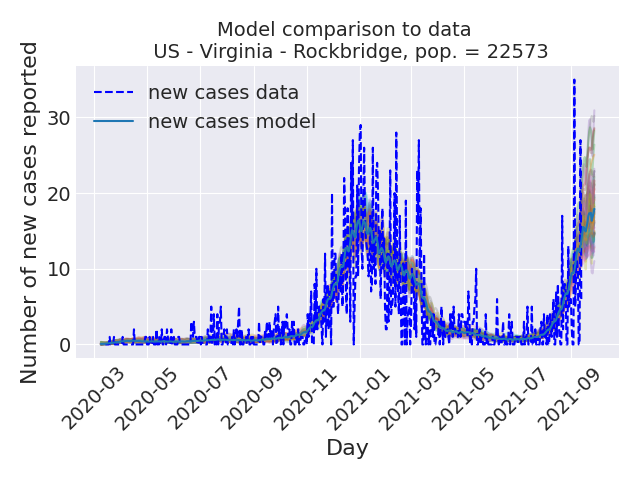 Model comparison to data
US - Virginia - Rockbridge, pop. = 22573
Number of new cases reported
30
20
10
0
new cases data
new cases model
2020-03
2020-05
2020-07
2020-09
2020-11
2021-01
2021-03
2021-05
2021-07
2021-09
Day